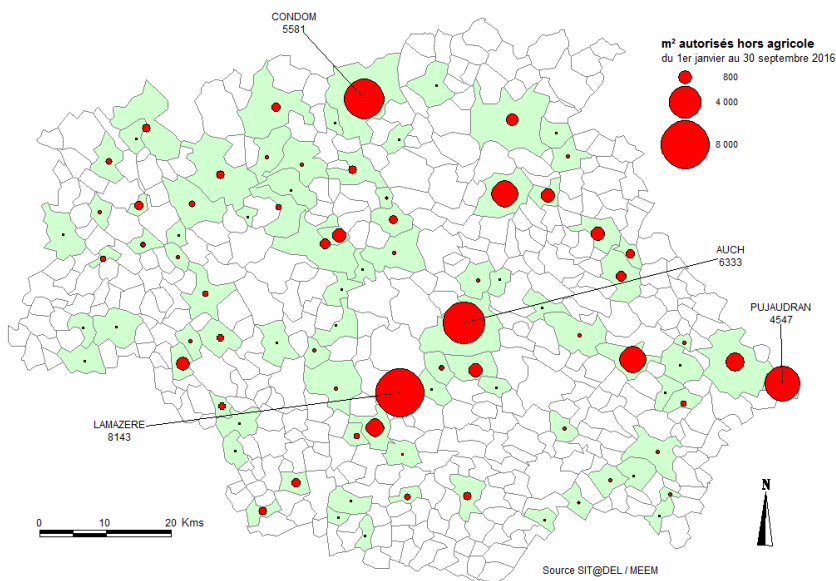 CONDOM
5581
m² autorisés hors agricole
du 1er janvier au 30 septembre 2016
800
4 000
8 000
AUCH
6333
PUJAUDRAN
4547
LAMAZERE
8143
N
0 10 20 Kms
Source SIT@DEL / MEEM